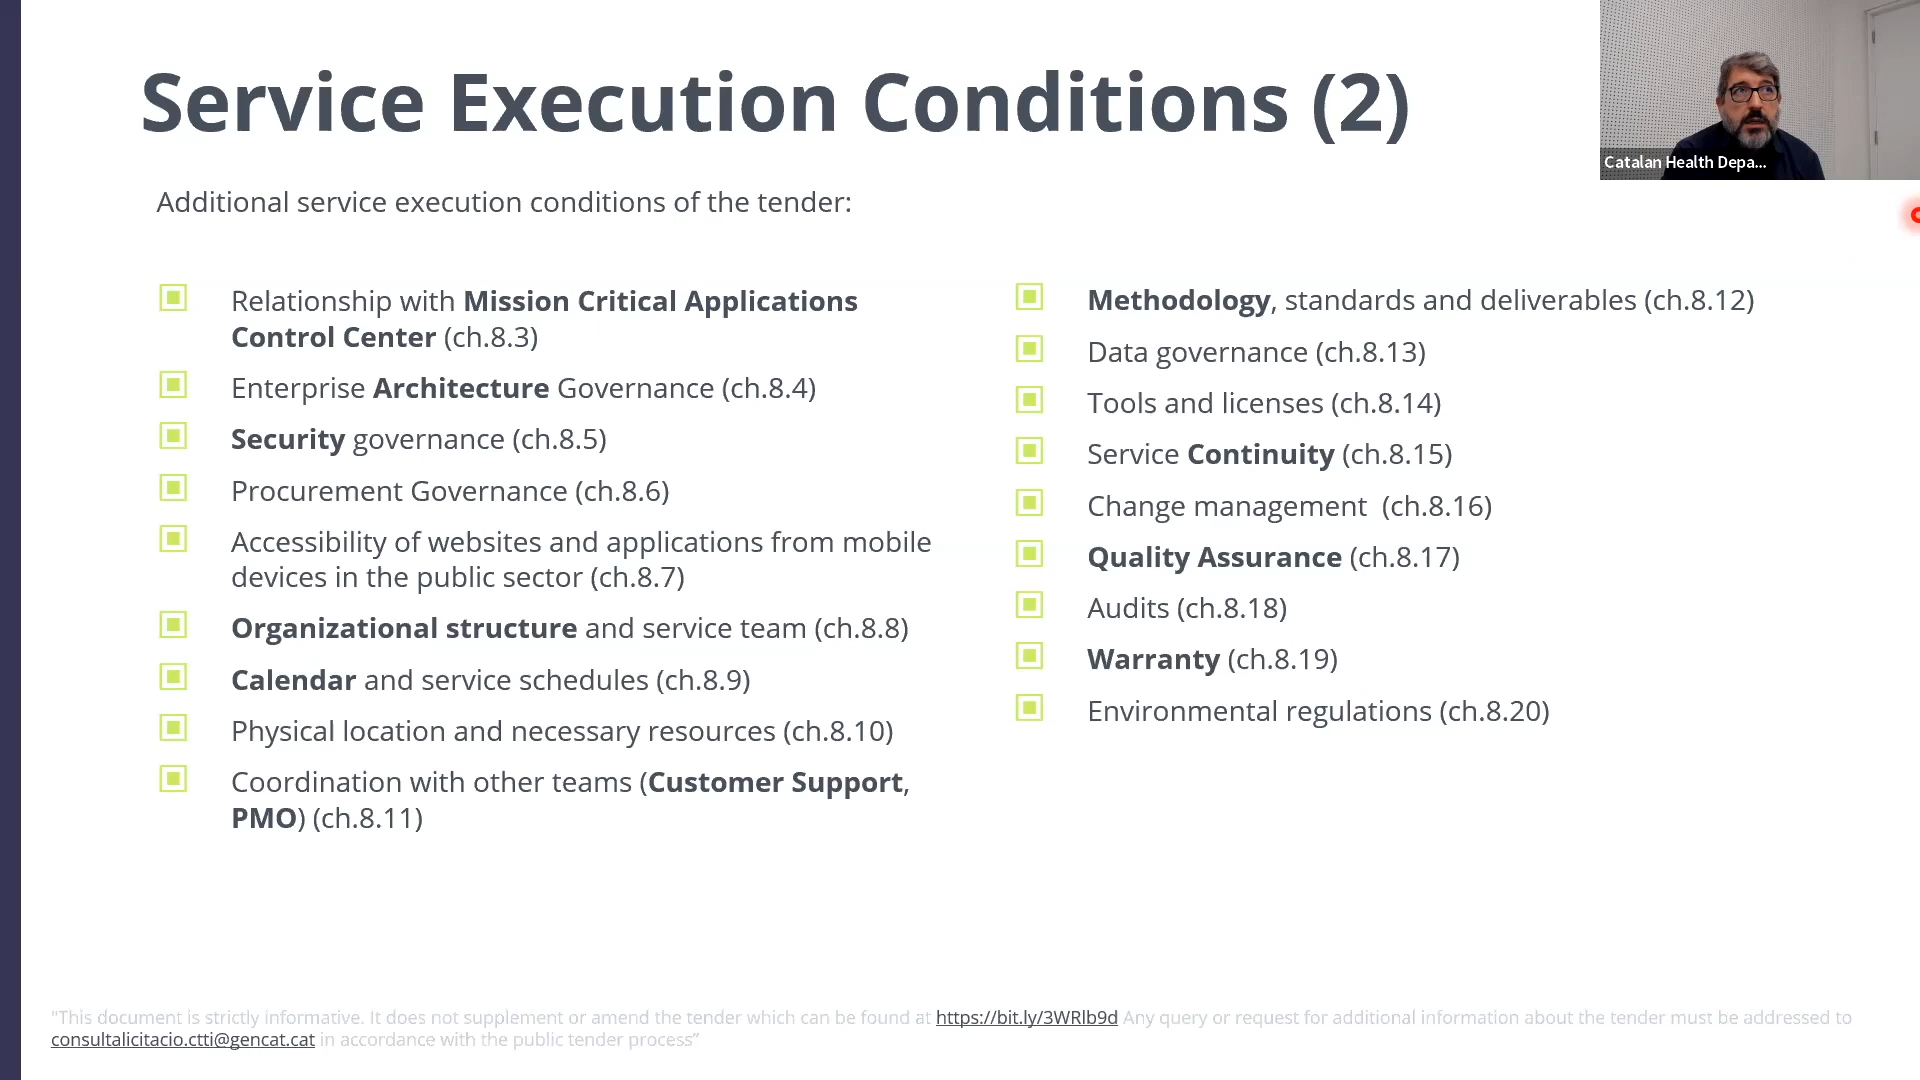 Service Execution Conditions (2)
Catalan Health Depa...
Additional service execution conditions of the tender:
Relationship with Mission Critical Applications
Control Center (ch.8.3)
Enterprise Architecture Governance (ch.8.4)
Security governance (ch.8.5)
Procurement Governance (ch.8.6)
Accessibility of websites and applications from mobile
devices in the public sector (ch.8.7)
Organizational structure and service team (ch.8.8)
Calendar and service schedules (ch.8.9)
Physical location and necessary resources (ch.8.10)
Coordination with other teams (Customer Support,
PMO) (ch.8.11)
Methodology, standards and deliverables (ch.8.12)
Data governance (ch.8.13)
Tools and licenses (ch.8.14)
Service Continuity (ch.8.15)
Change management  (ch.8.16)
Quality Assurance (ch.8.17)
Audits (ch.8.18)
Warranty (ch.8.19)
Environmental regulations (ch.8.20)
"This document is strictly informative. It does not supplement or amend the tender which can be found at https://bit.ly/3WRlb9d Any query or request for additional information about the tender must be addressed to
consultalicitacio.ctti@gencat.cat in accordance with the public tender process”